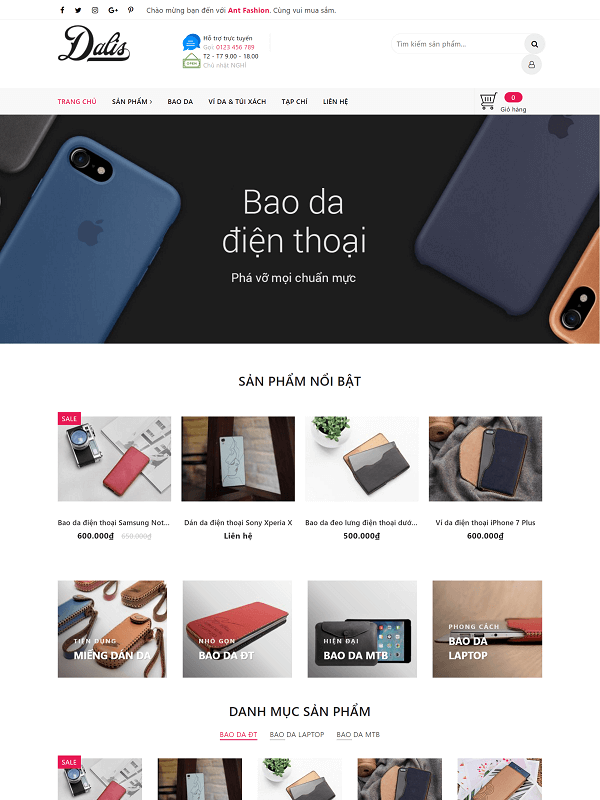 Chào mừng bạn đến với Ant Fashion. Cùng vui mua sắm.
Dalis
Hỗ trợ trực tuyến
Gọi: 0123 456 789
T2 - T7 9.00 - 18.00
Chủ nhật NGHỈ
OPEN
Tìm kiếm sản phẩm...
TRANG CHỦ
SẢN PHẨM
BAO DA
VÍ DA & TÚI XÁCH
TẠP CHÍ
LIÊN HỆ
0
Giỏ hàng
Bao da
điện thoại
Phá vỡ mọi chuẩn mực
SẢN PHẨM NỔI BẬT
SALE
Bao da điện thoại Samsung Not...
600.000₫ 650.000₫
Dán da điện thoại Sony Xperia X
Liên hệ
Bao da đeo lưng điện thoại dướ...
500.000₫
Ví da điện thoại iPhone 7 Plus
600.000₫
TIỆN DỤNG
MIẾNG DÁN DA
NHỎ GỌN
BAO DA ĐT
HIỆN ĐẠI
BAO DA MTB
PHONG CÁCH
BAO DA
LAPTOP
DANH MỤC SẢN PHẨM
BAO DA ĐT
BAO DA LAPTOP
BAO DA MTB
SALE